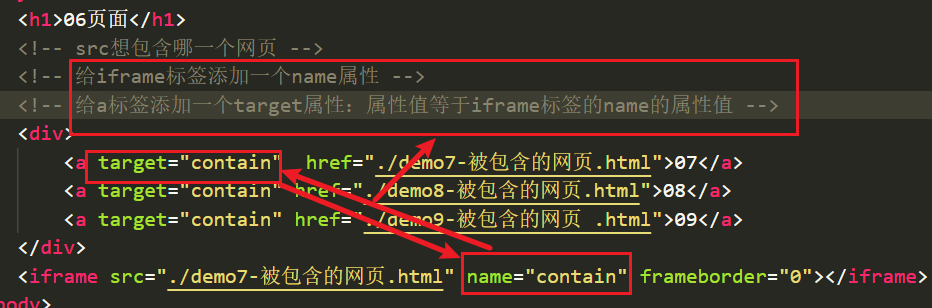 <h1>06页面</h1>
<!-- src想包含哪一个网页 -->
<!-- 给iframe标签添加一个name属性 -->
<!-- 给a标签添加一个target属性: 属性值等于iframe标签的name的属性值 -->
<div>
<a target="contain"  href="./demo7-被包含的网页.html">07</a>
<a target="contain" href="./demo8-被包含的网页.html">08</a>
<a target="contain" href="./demo9-被包含的网页 .html">09</a>
</div>
<iframe src="./demo7-被包含的网页.html" name="contain" frameborder="0"></iframe>
body>